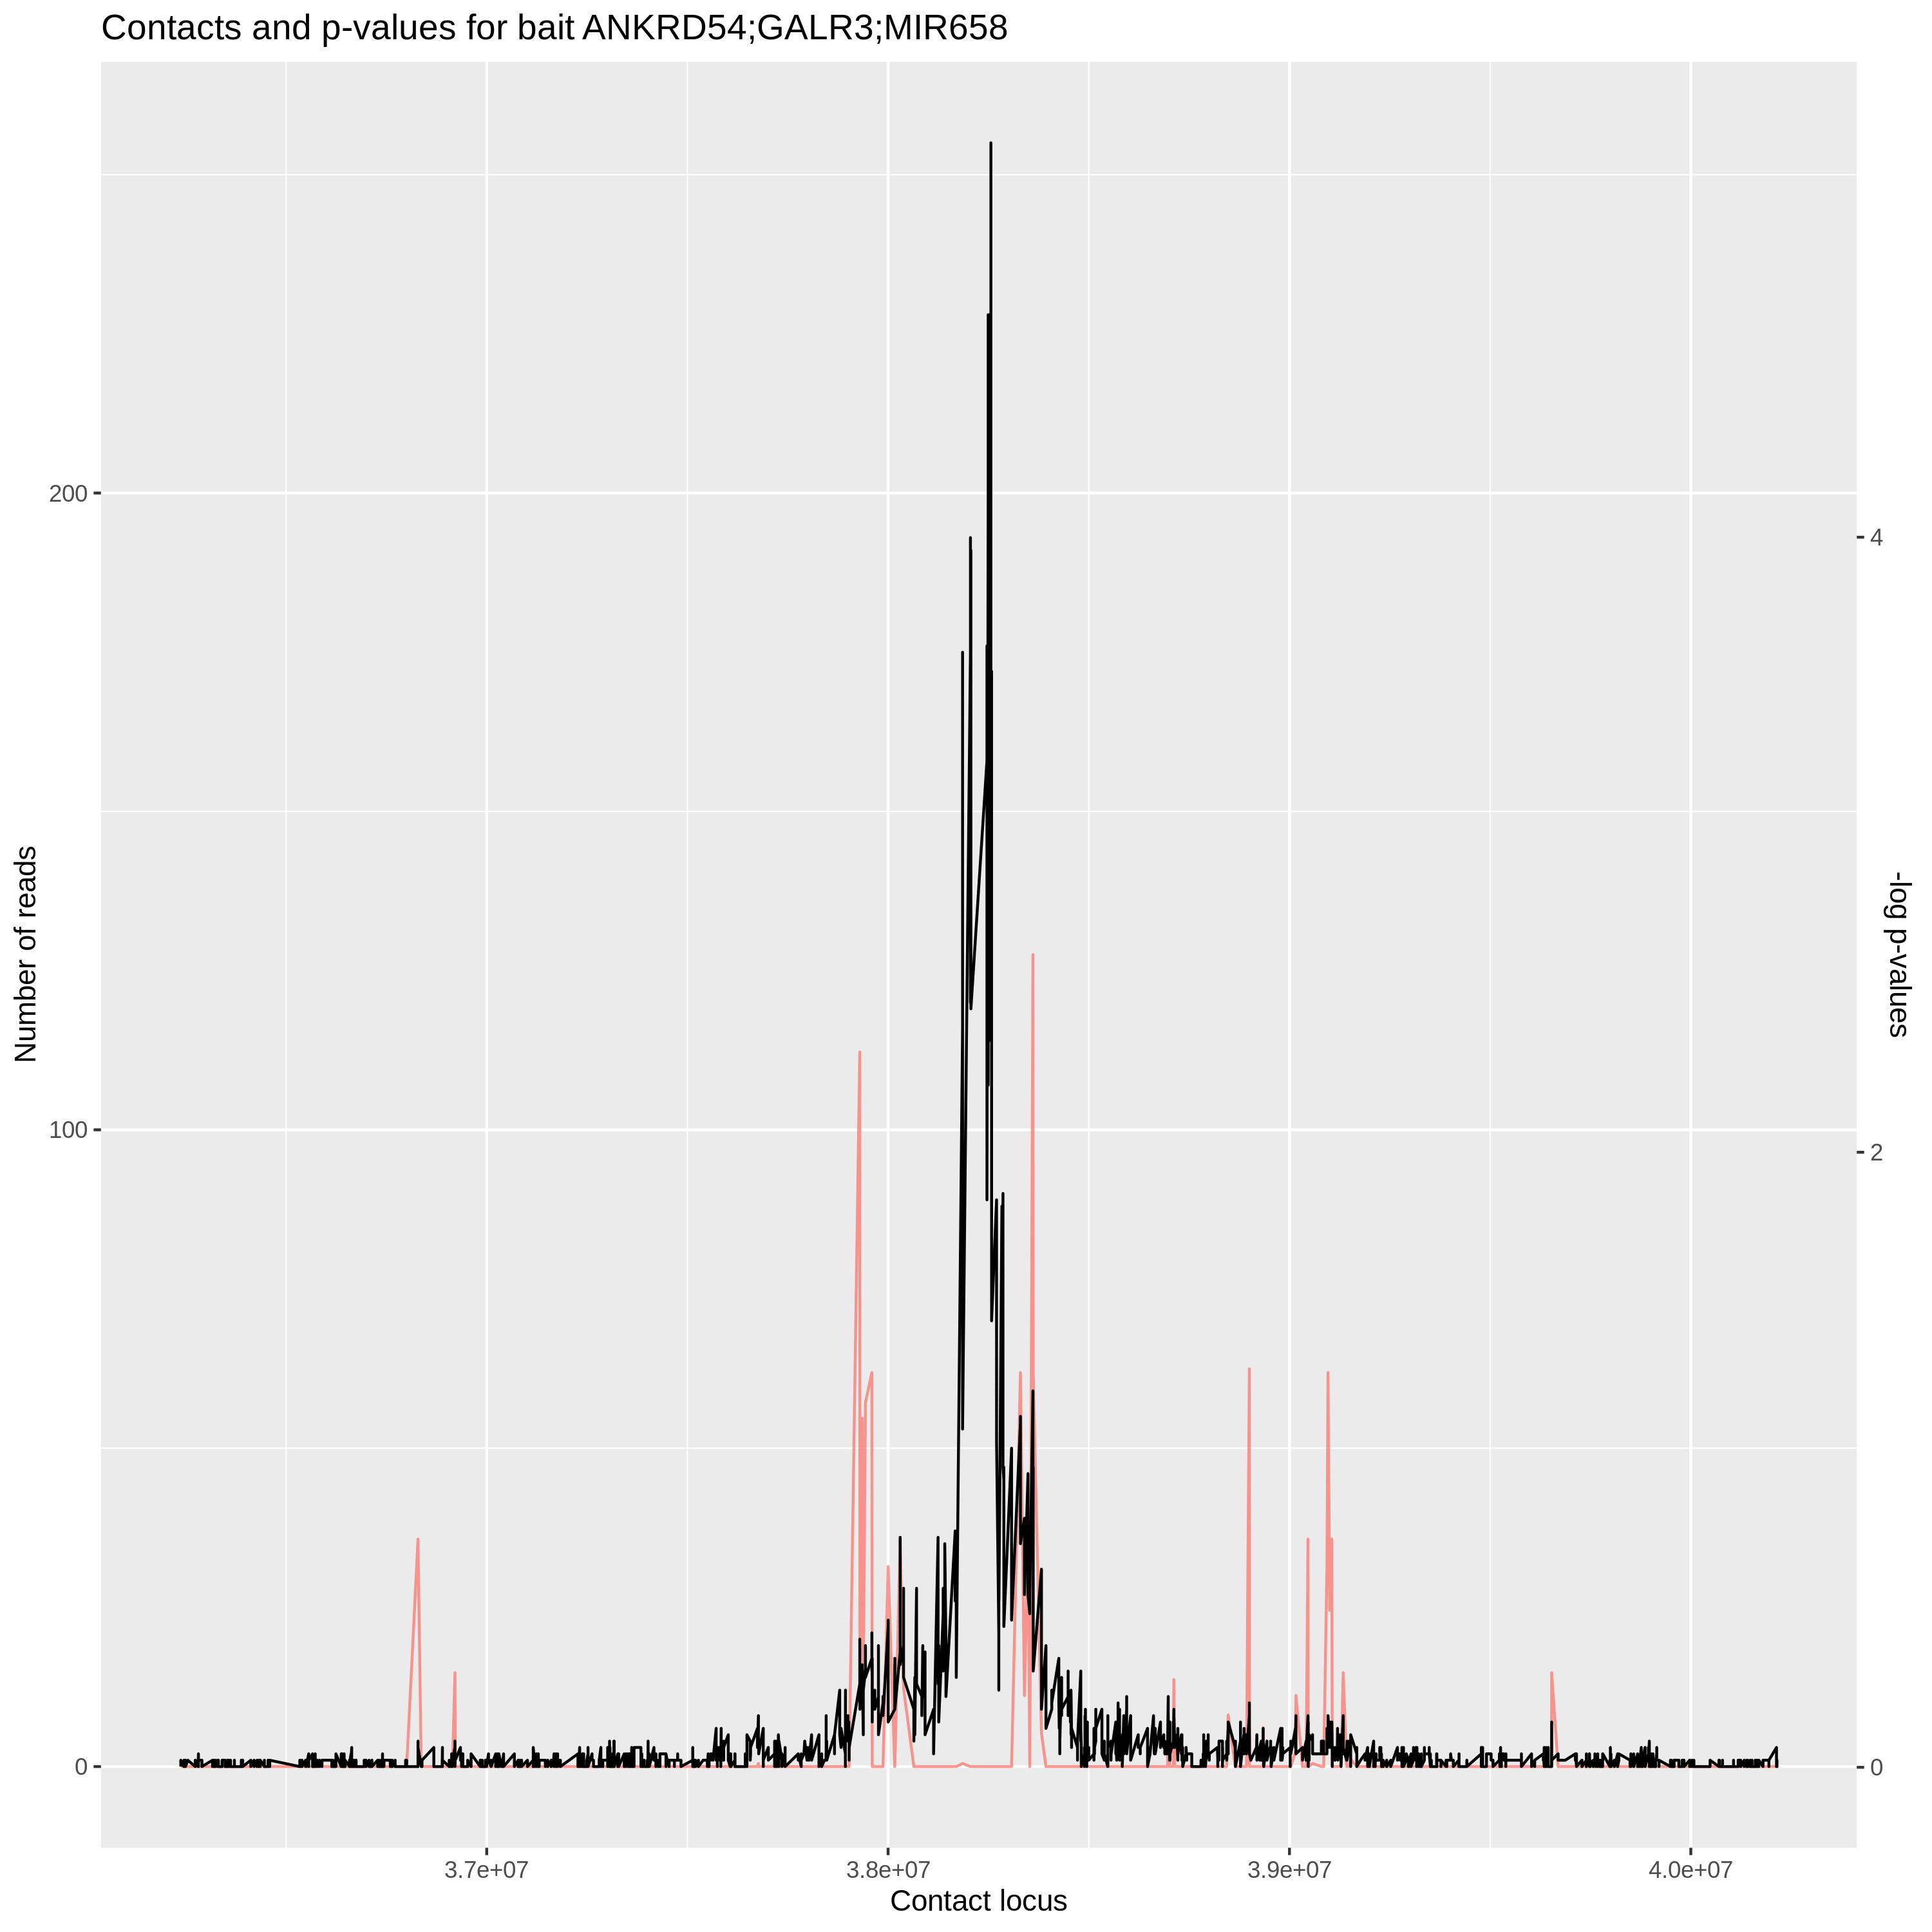 Contacts and p-values for bait ANKRD54;GALR3;MIR658
Number of reads
200
100
0
4
2
0
-log p-values
3.7e+07 3.8e+07 3.9e+07 4.0e+07
Contact locus